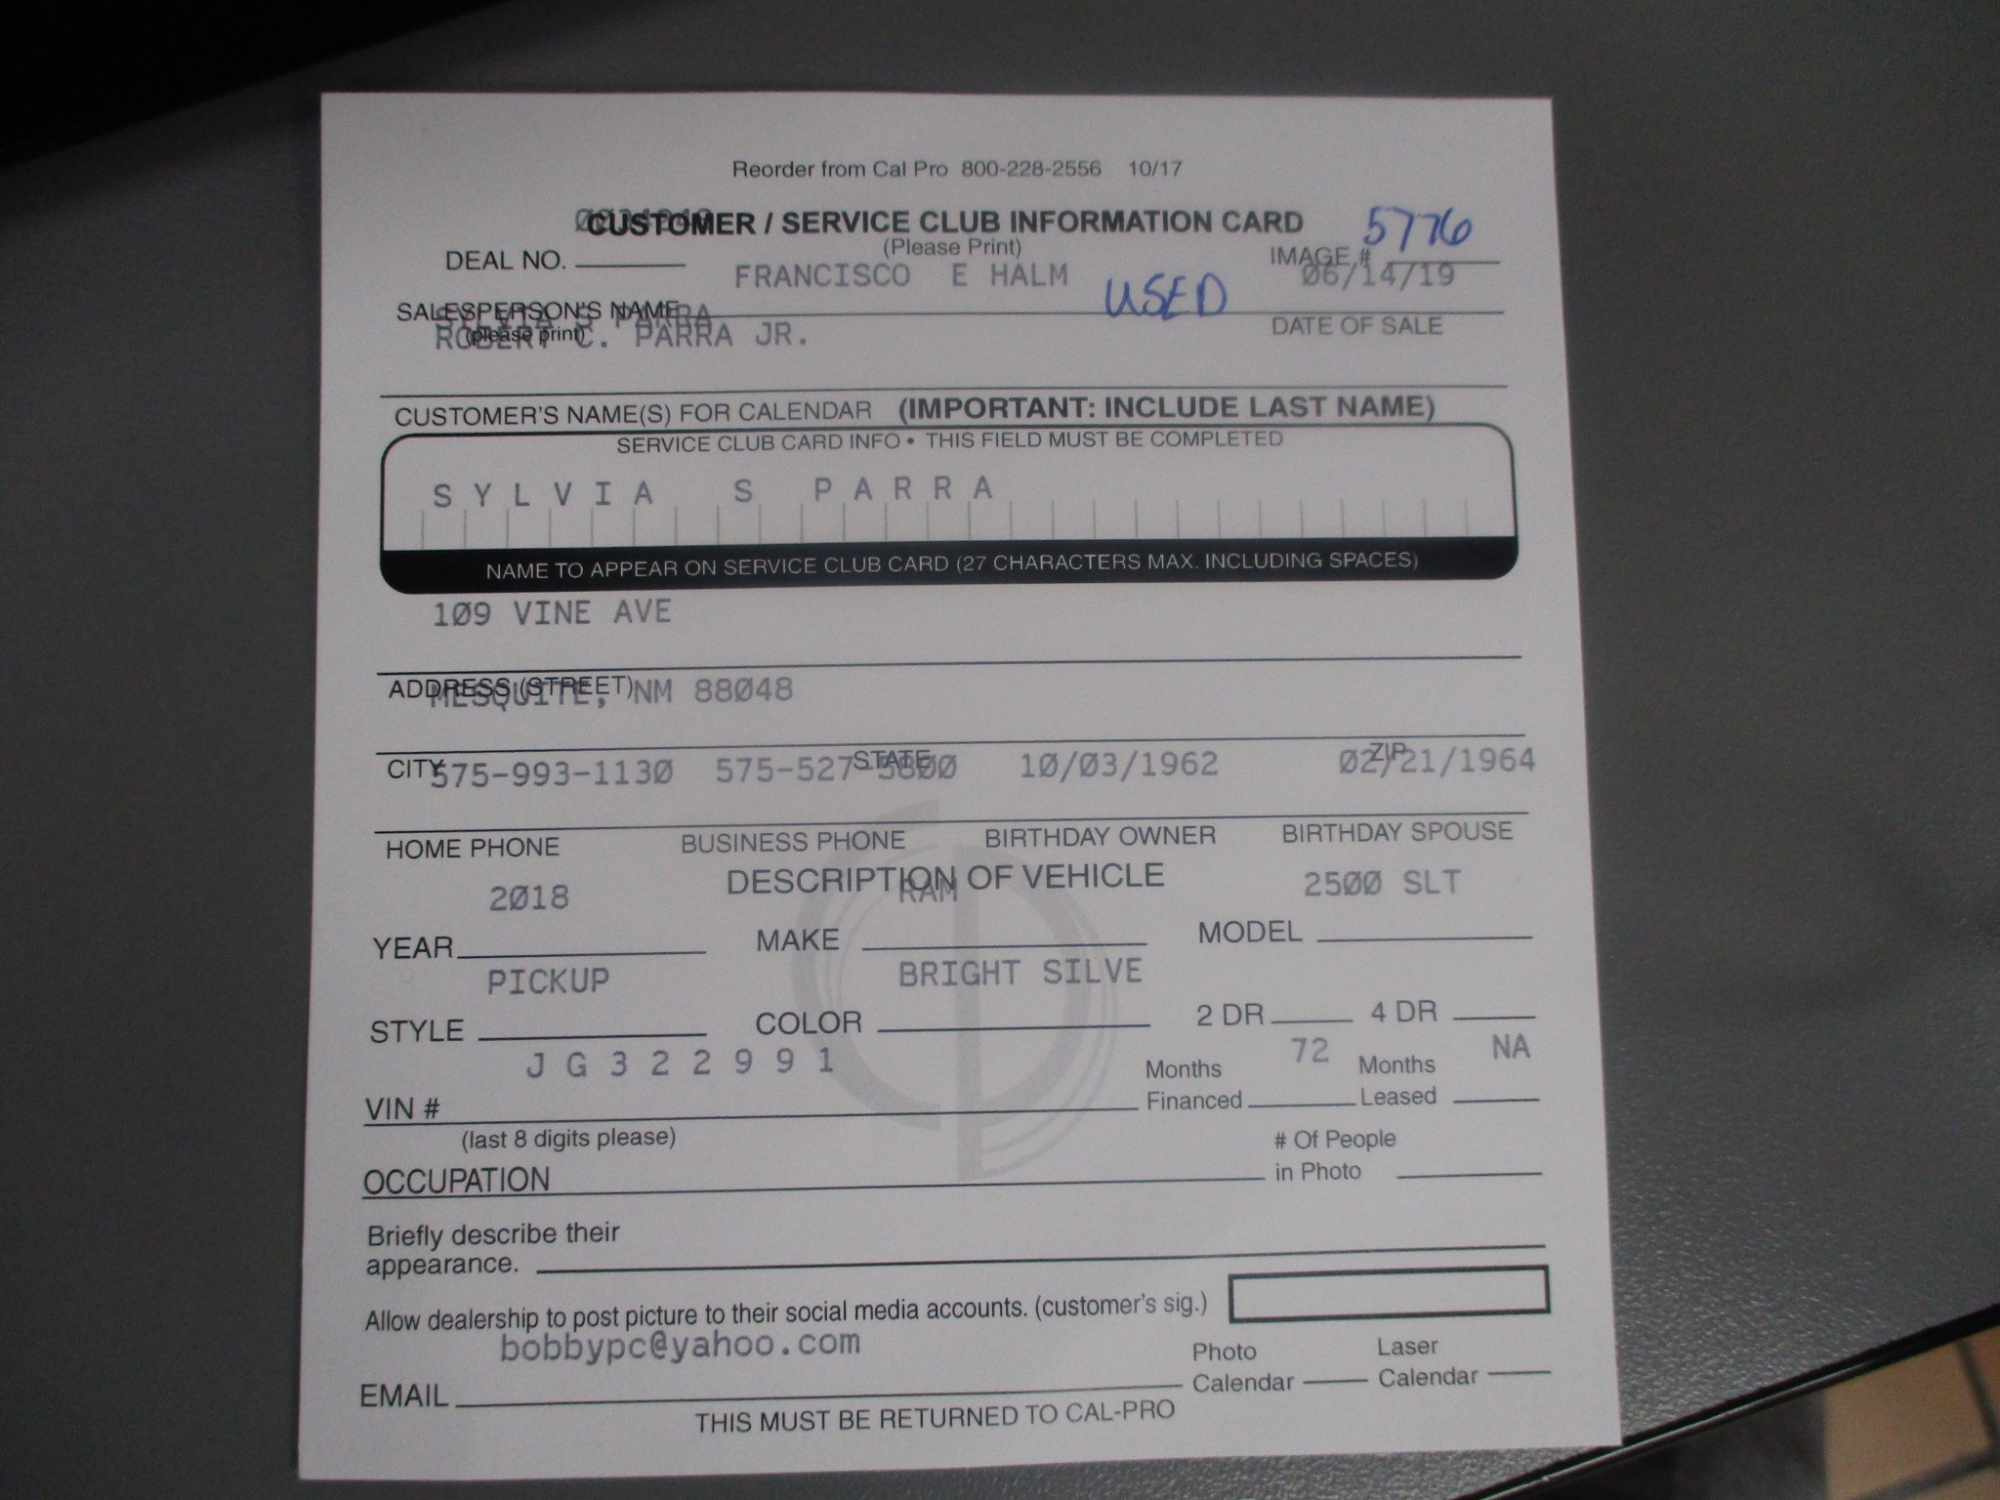 Reorder from Cal Pro 800-228-2556 10/17
CUSTOMER / SERVICE CLUB INFORMATION CARD
(Please Print)
5776
DEAL NO.
IMAGE #
FRANCISCO E HALM
USED
06/14/19
SALESPERSON'S NAME
SYLVIA S PARRA
(please print)
DATE OF SALE
ROBERT C. PARRA JR.
CUSTOMER'S NAME(S) FOR CALENDAR (IMPORTANT: INCLUDE LAST NAME)
SERVICE CLUB CARD INFO • THIS FIELD MUST BE COMPLETED
SYLVIA S PARRA
NAME TO APPEAR ON SERVICE CLUB CARD (27 CHARACTERS MAX. INCLUDING SPACES)
109 VINE AVE
ADDRESS (STREET)
MESQUITE, NM 88048
CITY STATE ZIP
575-993-1130 575-527- 10/03/1962 02/21/1964
HOME PHONE BUSINESS PHONE BIRTHDAY OWNER BIRTHDAY SPOUSE
DESCRIPTION OF VEHICLE
2018 RAM 2500 SLT
YEAR MAKE MODEL
PICKUP BRIGHT SILVE
STYLE COLOR 2 DR 4 DR
JG322991 72 NA
VIN # Months Financed Months Leased
(last 8 digits please)
OCCUPATION # Of People in Photo
Briefly describe their
appearance.
Allow dealership to post picture to their social media accounts. (customer's sig.)
bobbypc@yahoo.com
EMAIL Photo Calendar Laser Calendar
THIS MUST BE RETURNED TO CAL-PRO